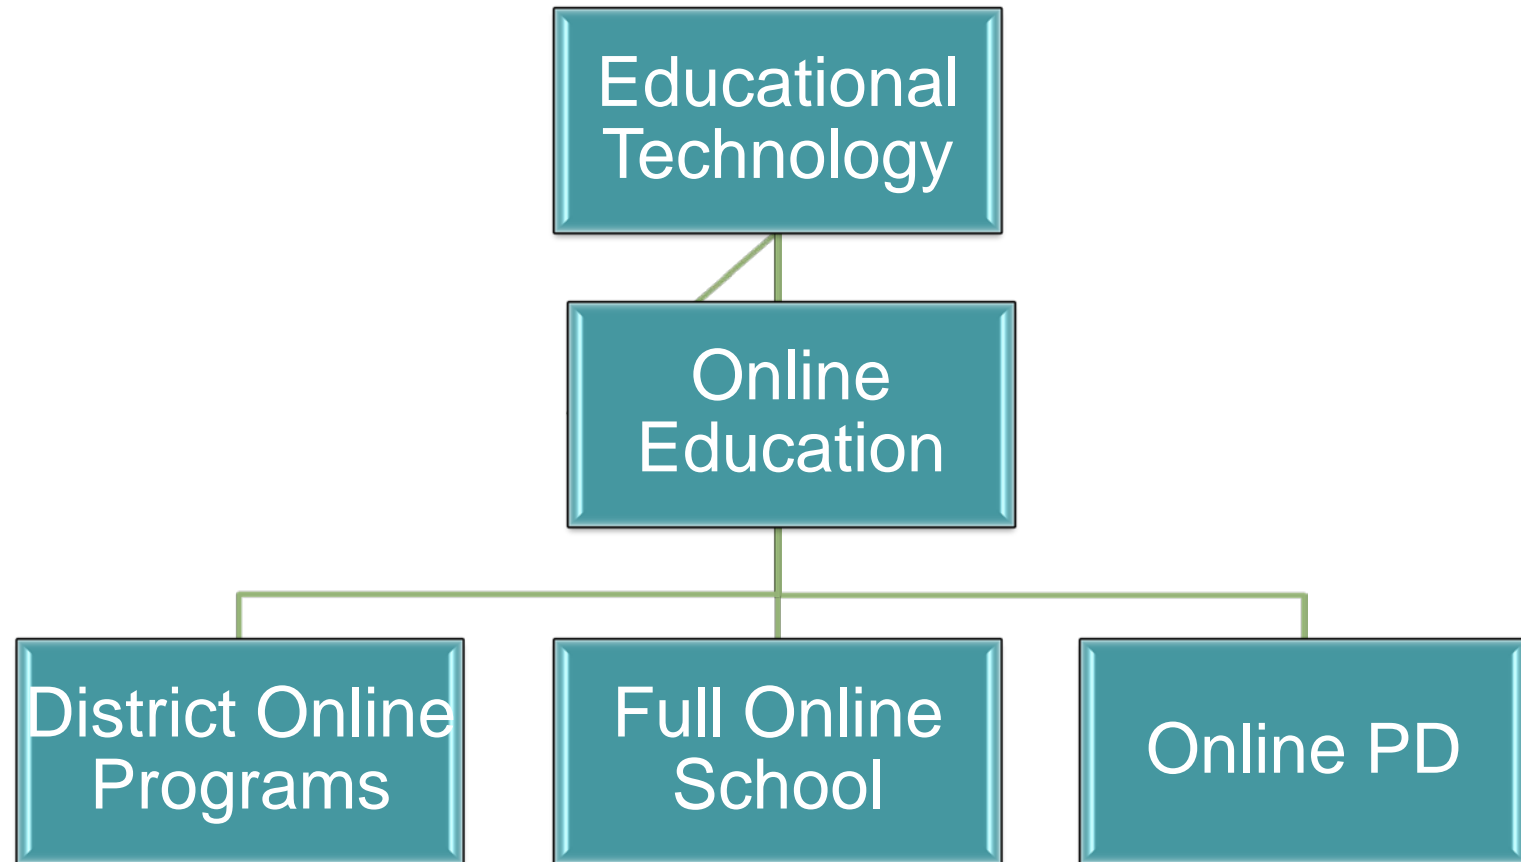 Educational
Technology
Online
Education
District Online
Programs
Full Online
School
Online PD